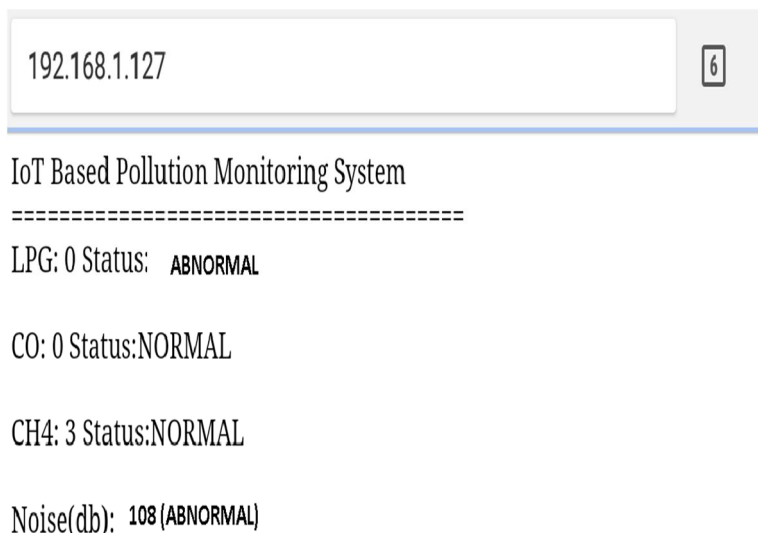 192.168.1.127
6
IoT Based Pollution Monitoring System
======================================
LPG: 0 Status: ABNORMAL
CO: 0 Status:NORMAL
CH4: 3 Status:NORMAL
Noise(db): 108 (ABNORMAL)